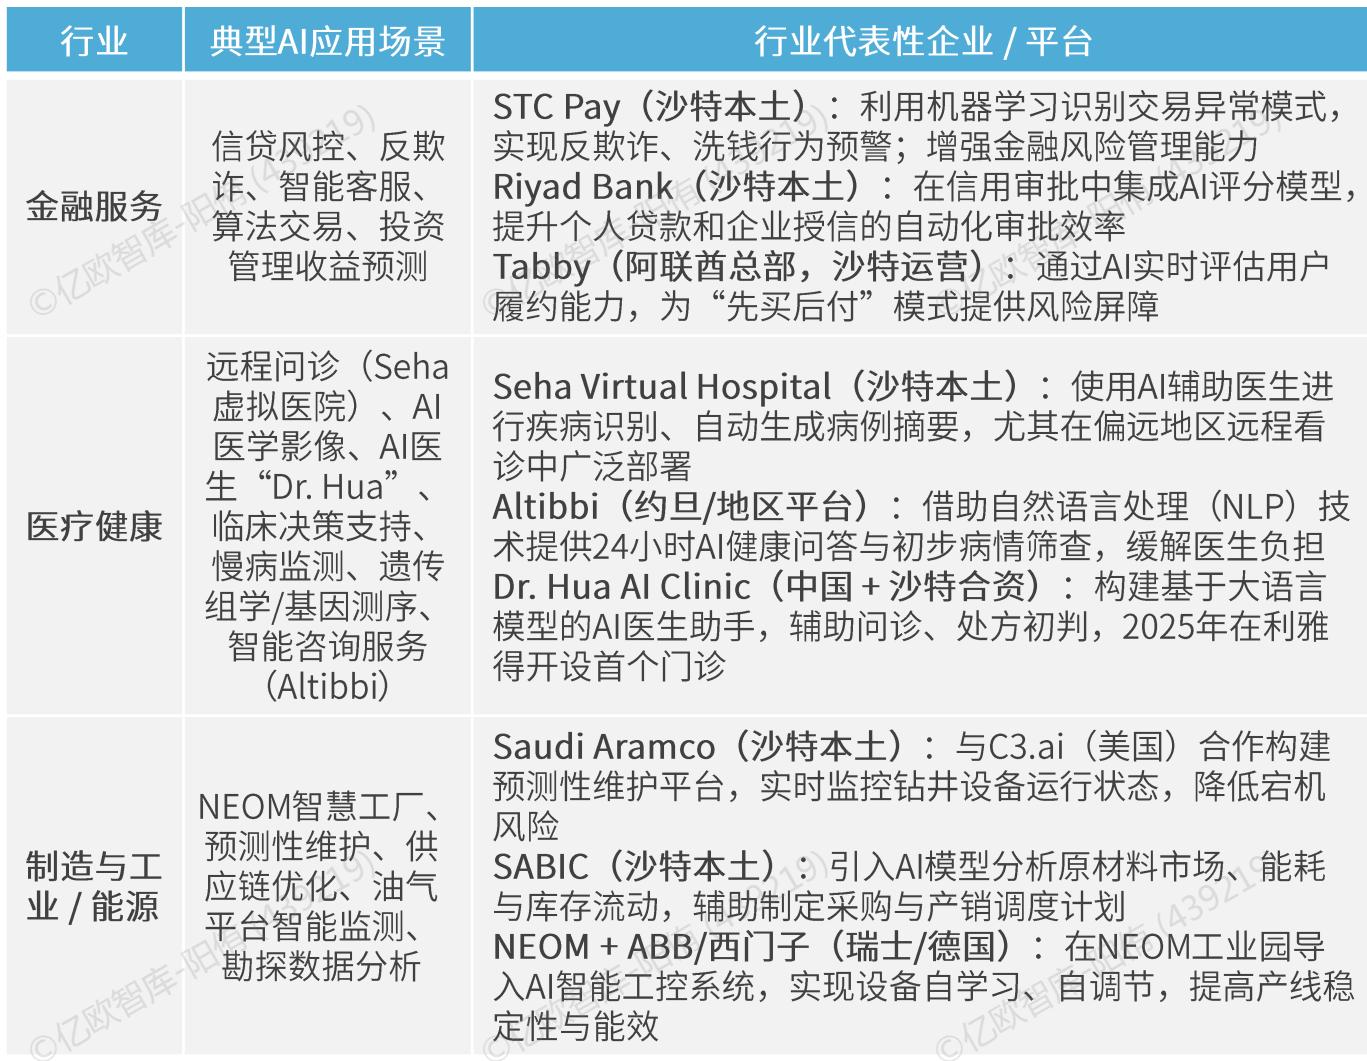 行业
典型AI应用场景
行业代表性企业 / 平台
金融服务
信贷风控、反欺
诈、智能客服、
算法交易、投资
管理收益预测
STC Pay（沙特本土）：利用机器学习识别交易异常模式，
实现反欺诈、洗钱行为预警；增强金融风险管理能力
Riyad Bank（沙特本土）：在信用审批中集成AI评分模型，
提升个人贷款和企业授信的自动化审批效率
Tabby（阿联酋总部，沙特运营）：通过AI实时评估用户
履约能力，为“先买后付”模式提供风险屏障
医疗健康
远程问诊（Seha
虚拟医院）、AI
医学影像、AI医
生“Dr. Hua”、
临床决策支持、
慢病监测、遗传
组学/基因测序、
智能咨询服务
（Altibbi）
Seha Virtual Hospital（沙特本土）：使用AI辅助医生进
行疾病识别、自动生成病例摘要，尤其在偏远地区远程看
诊中广泛部署
Altibbi（约旦/地区平台）：借助自然语言处理（NLP）技
术提供24小时AI健康问答与初步病情筛查，缓解医生负担
Dr. Hua AI Clinic（中国 + 沙特合资）：构建基于大语言
模型的AI医生助手，辅助问诊、处方初判，2025年在利雅
得开设首个门诊
制造与工
业 / 能源
NEOM智慧工厂、
预测性维护、供
应链优化、油气
平台智能监测、
勘探数据分析
Saudi Aramco（沙特本土）：与C3.ai（美国）合作构建
预测性维护平台，实时监控钻井设备运行状态，降低宕机
风险
SABIC（沙特本土）：引入AI模型分析原材料市场、能耗
与库存流动，辅助制定采购与产销调度计划
NEOM + ABB/西门子（瑞士/德国）：在NEOM工业园导
入AI智能工控系统，实现设备自学习、自调节，提高产线稳
定性与能效